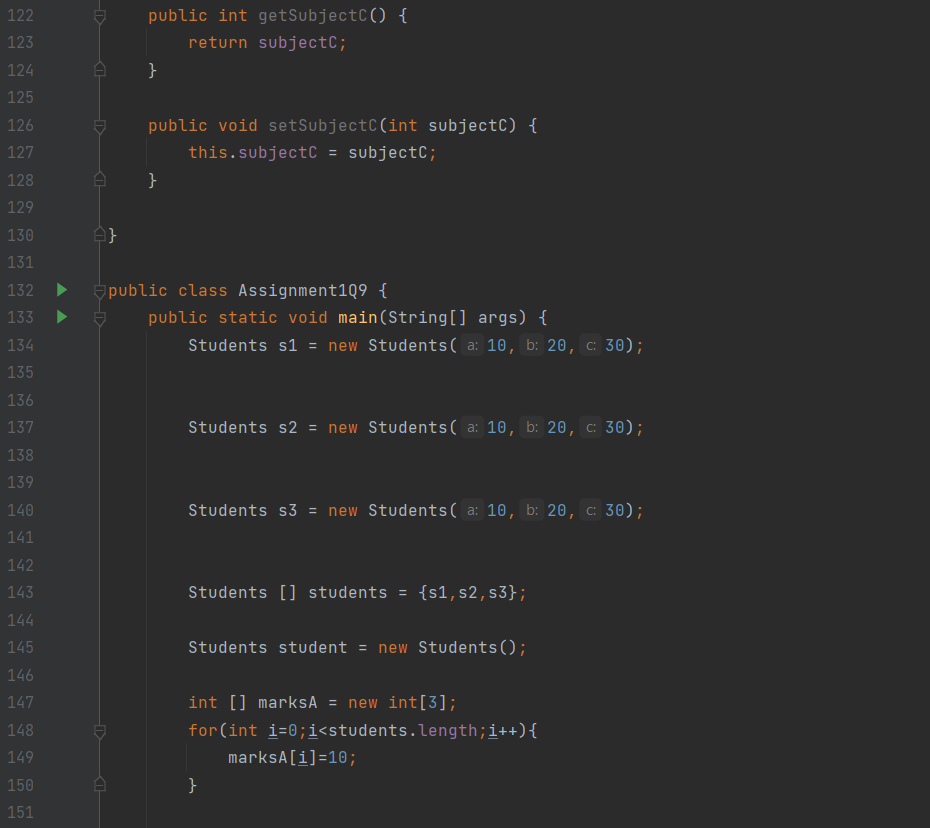 122 public int getSubjectC() {
123 return subjectC;
124 }
125
126 public void setSubjectC(int subjectC) {
127 this.subjectC = subjectC;
128 }
129
130 }
131
132 public class Assignment1Q9 {
133 public static void main(String[] args) {
134 Students s1 = new Students( a: 10, b: 20, c: 30);
135
136
137 Students s2 = new Students( a: 10, b: 20, c: 30);
138
139
140 Students s3 = new Students( a: 10, b: 20, c: 30);
141
142
143 Students [] students = {s1,s2,s3};
144
145 Students student = new Students();
146
147 int [] marksA = new int[3];
148 for(int i=0;i<students.length;i++){
149 marksA[i]=10;
150 }
151